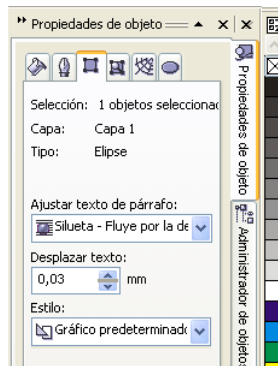 Propiedades de objeto
Selección: 1 objetos seleccionad
Capa: Capa 1
Tipo: Elipse
Ajustar texto de párrafo:
Silueta - Fluye por la de
Desplazar texto:
0,03 mm
Estilo:
Gráfico predeterminado
Propiedades de objeto
Administrador de objetos